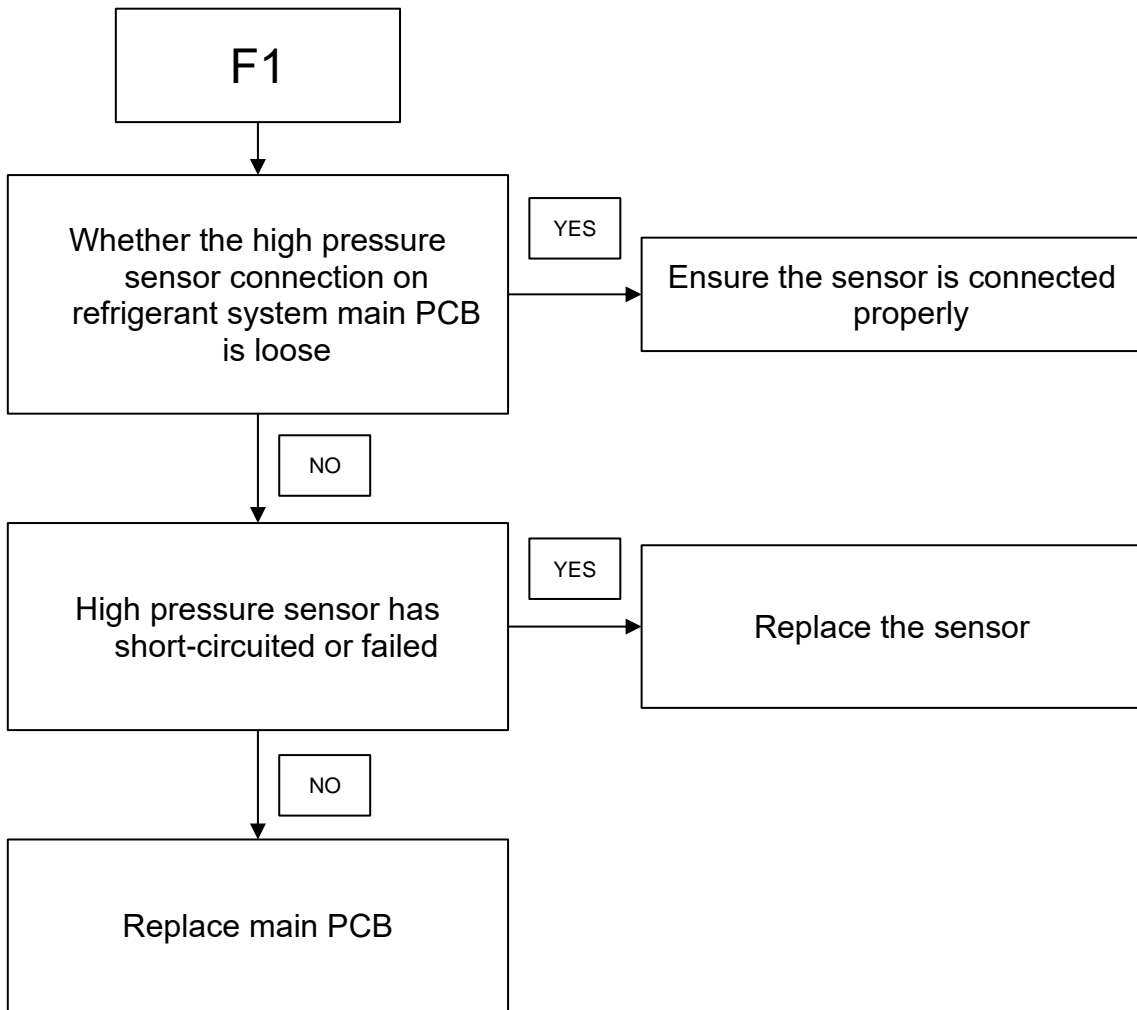 F1
Whether the high pressure
sensor connection on
refrigerant system main PCB
is loose
YES
Ensure the sensor is connected
properly
NO
High pressure sensor has
short-circuited or failed
YES
Replace the sensor
NO
Replace main PCB